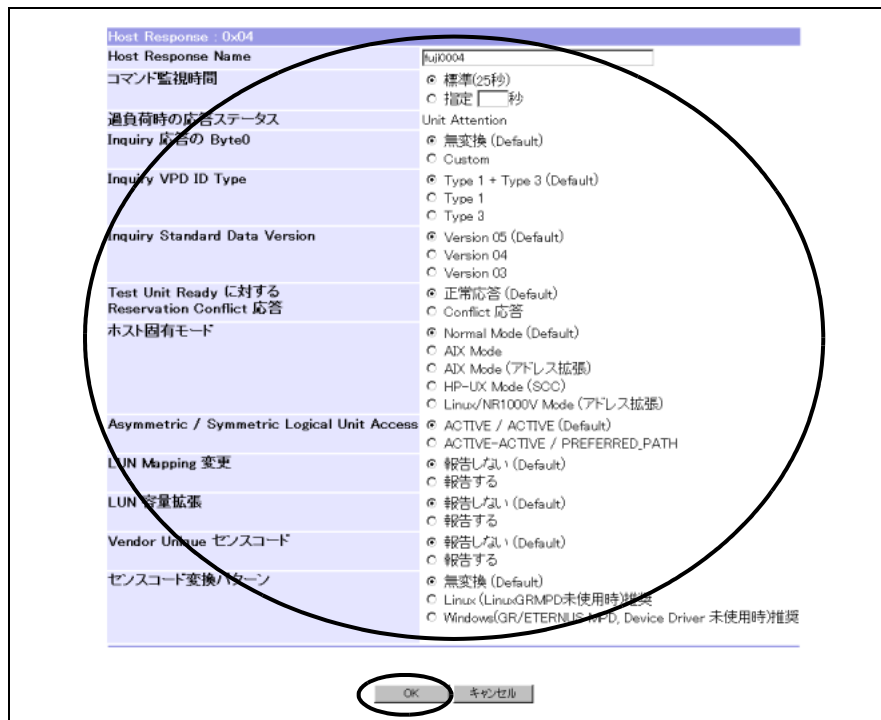 Host Response : 0x04
Host Response Name fuji0004
コマンド監視時間 標準(25秒)
指定 秒
過負荷時の応答ステータス Unit Attention
Inquiry 応答の Byte0 無変換 (Default)
Custom
Inquiry VPD ID Type Type 1 + Type 3 (Default)
Type 1
Type 3
Inquiry Standard Data Version Version 05 (Default)
Version 04
Version 03
Test Unit Ready に対する 正常応答 (Default)
Reservation Conflict 応答 Conflict 応答
ホスト固有モード Normal Mode (Default)
AIX Mode
AIX Mode (アドレス拡張)
HP-UX Mode (SCC)
Linux/NR1000V Mode (アドレス拡張)
Asymmetric / Symmetric Logical Unit Access ACTIVE / ACTIVE (Default)
ACTIVE-ACTIVE / PREFERRED_PATH
LUN Mapping 変更 報告しない (Default)
報告する
LUN 容量拡張 報告しない (Default)
報告する
Vendor Unique センスコード 報告しない (Default)
報告する
センスコード変換パターン 無変換 (Default)
Linux (LinuxGRMPD未使用時)推奨
Windows(GR/ETERNUS MPD, Device Driver 未使用時)推奨
OK キャンセル